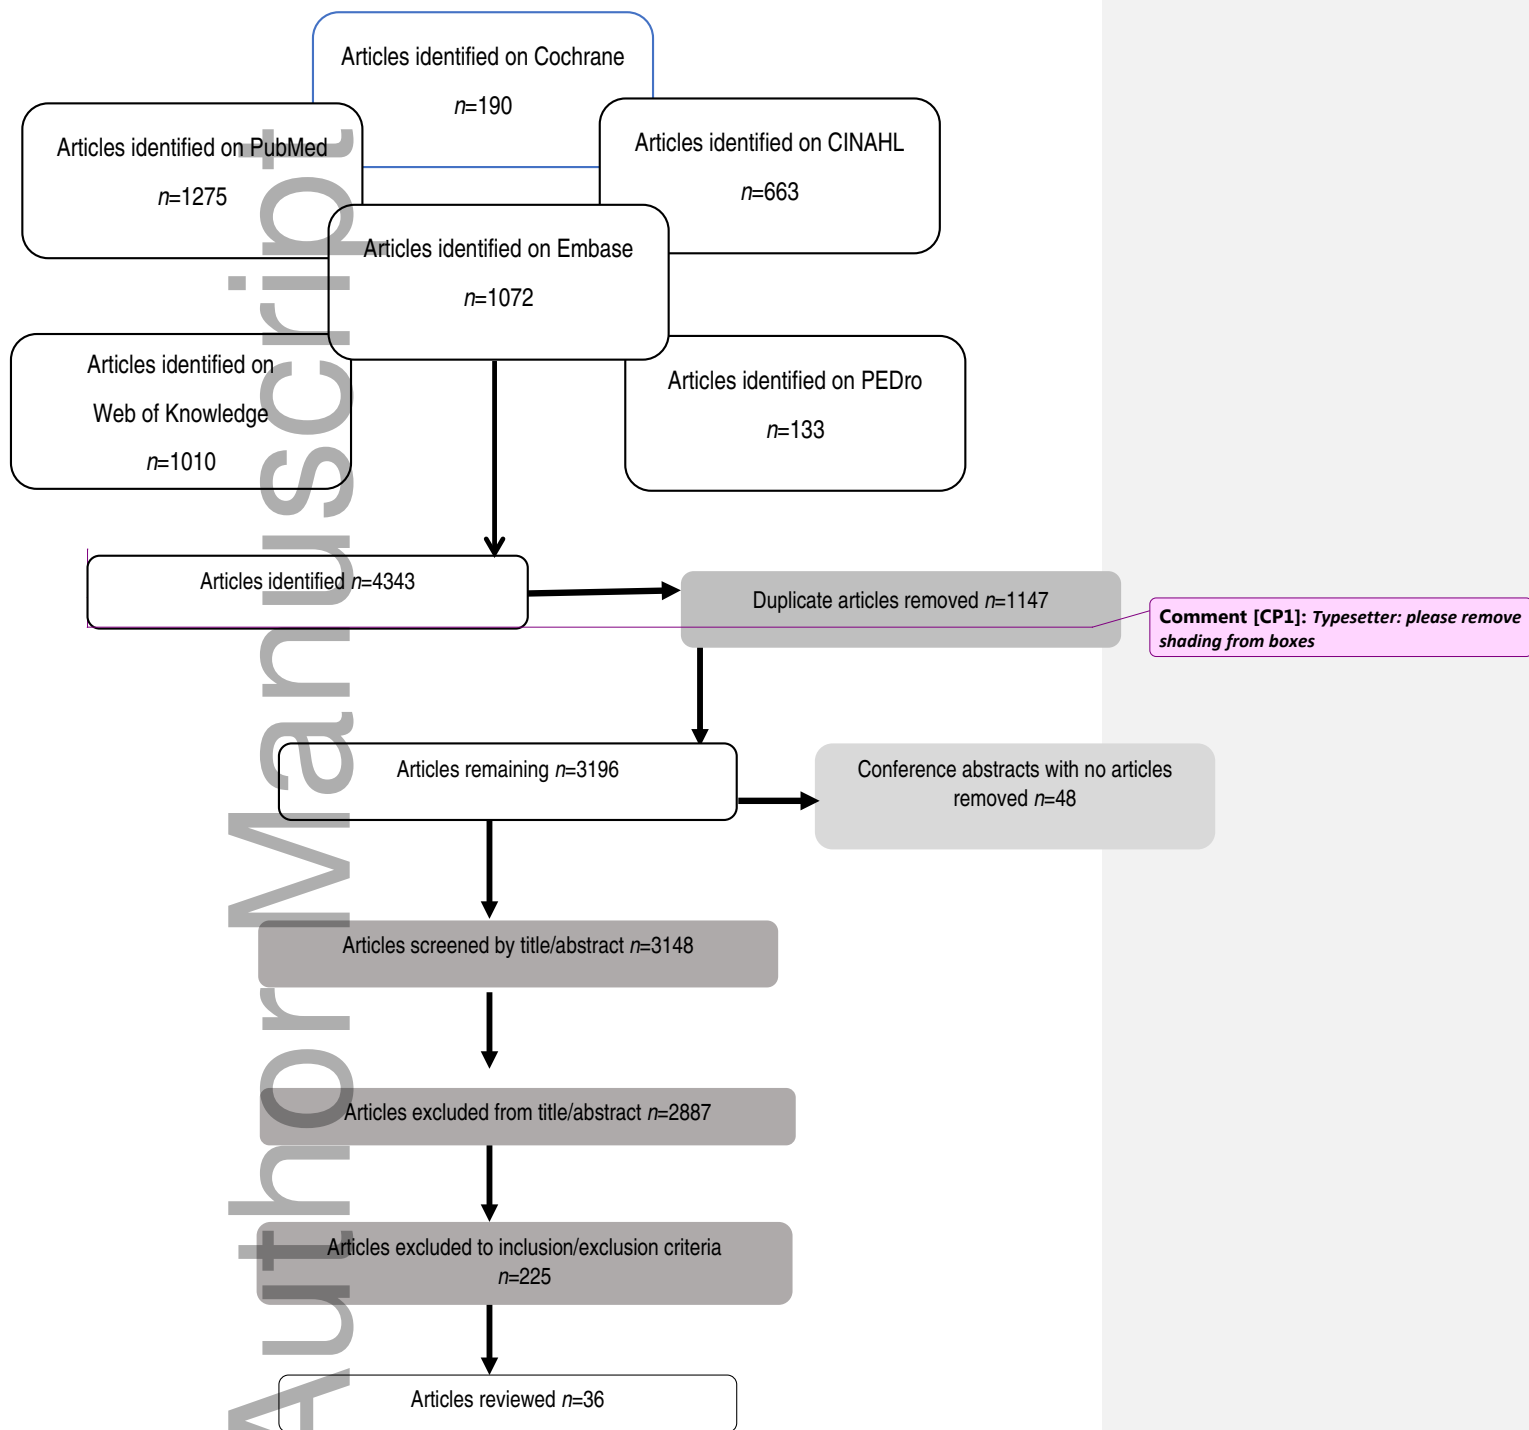 Articles identified on Cochrane
n=190
Articles identified on PubMed
n=1275
Articles identified on CINAHL
n=663
Articles identified on Embase
n=1072
Articles identified on
Web of Knowledge
n=1010
Articles identified on PEDro
n=133
Articles identified n=4343
Duplicate articles removed n=1147
Comment [CP1]: Typesetter: please remove
shading from boxes
Articles remaining n=3196
Conference abstracts with no articles
removed n=48
Articles screened by title/abstract n=3148
Articles excluded from title/abstract n=2887
Articles excluded to inclusion/exclusion criteria
n=225
Articles reviewed n=36
Author Manuscript